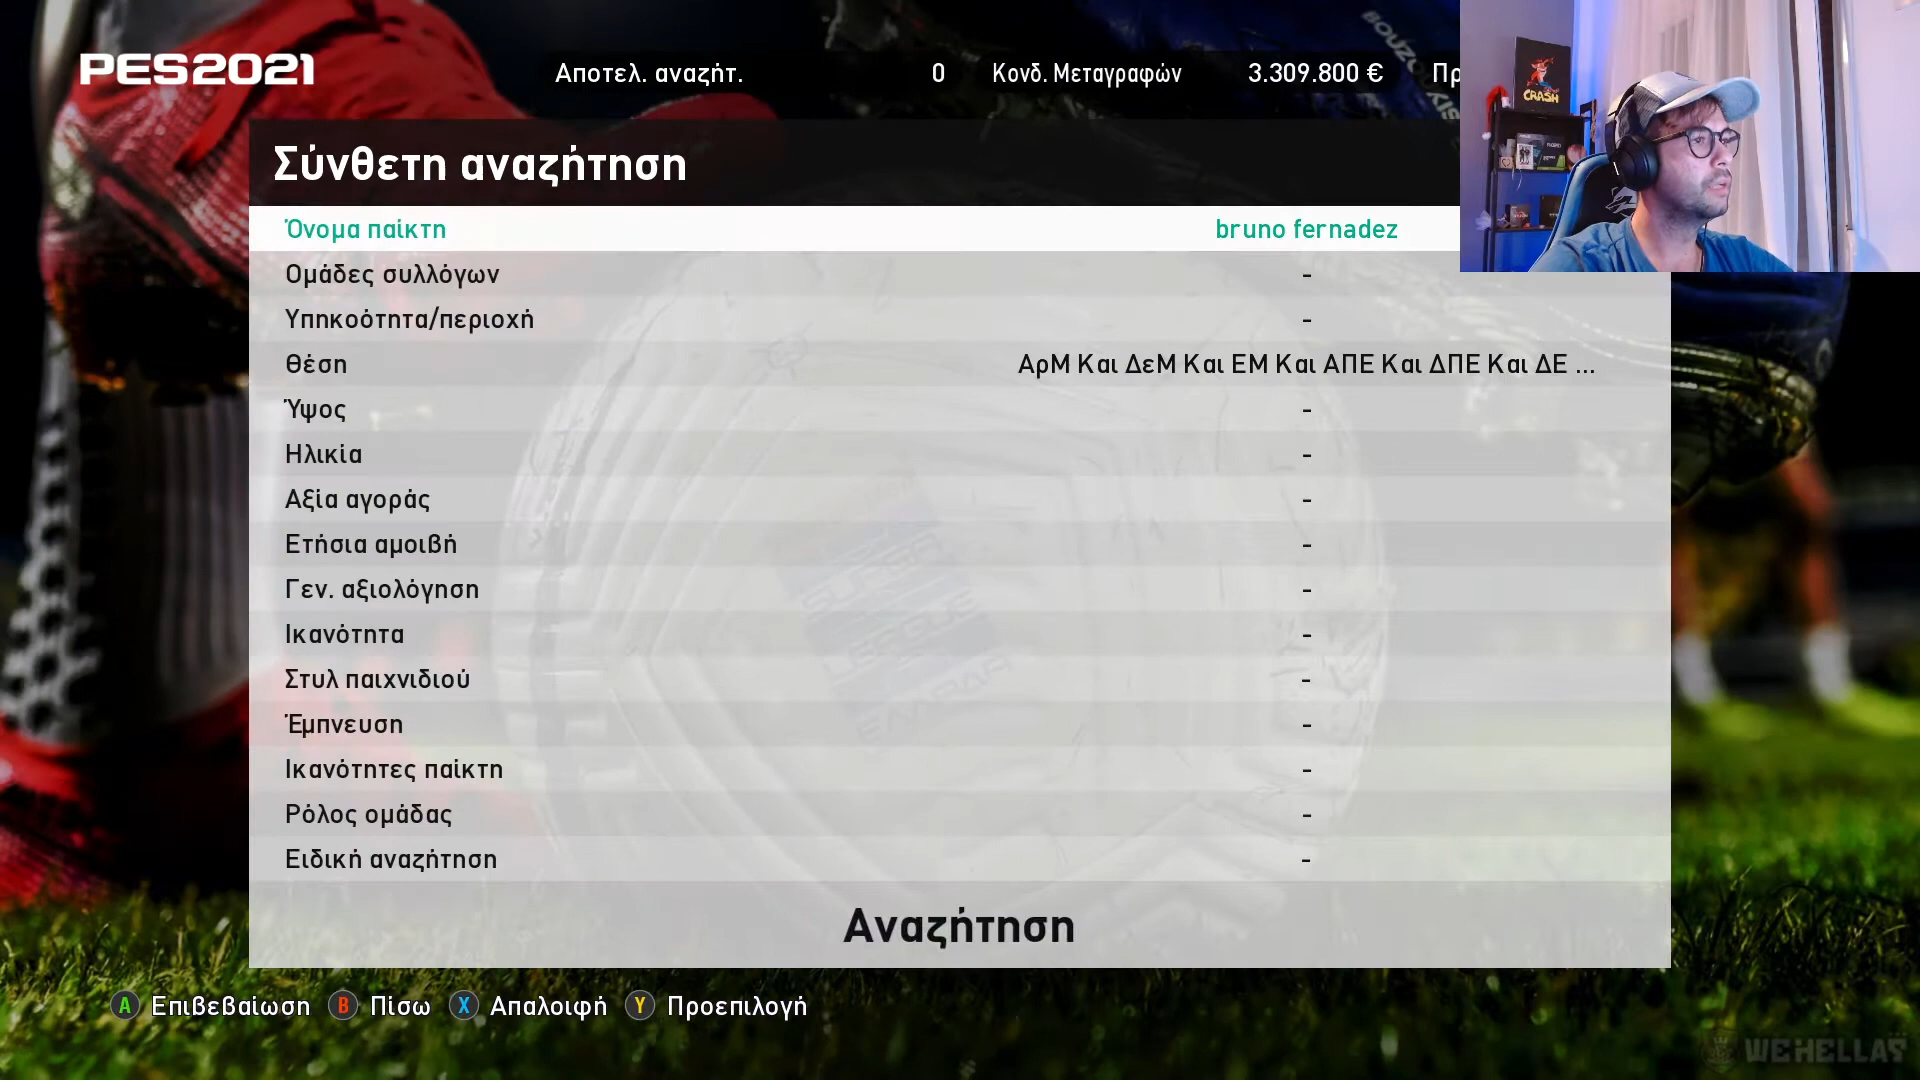 PES2021
Αποτελ. αναζήτ. 0 Κονδ. Μεταγραφών 3.309.800 € Πρ
Σύνθετη αναζήτηση
Όνομα παίκτη bruno fernadez
Ομάδες συλλόγων -
Υπηκοότητα/περιοχή -
Θέση ΑρΜ Και ΔεΜ Και ΕΜ Και ΑΠΕ Και ΔΠΕ Και ΔΕ ...
Ύψος -
Ηλικία -
Αξία αγοράς -
Ετήσια αμοιβή -
Γεν. αξιολόγηση -
Ικανότητα -
Στυλ παιχνιδιού -
Έμπνευση -
Ικανότητες παίκτη -
Ρόλος ομάδας -
Ειδική αναζήτηση -
Αναζήτηση
A Επιβεβαίωση B Πίσω X Απαλοιφή Y Προεπιλογή
CRASH
WEHELLAS